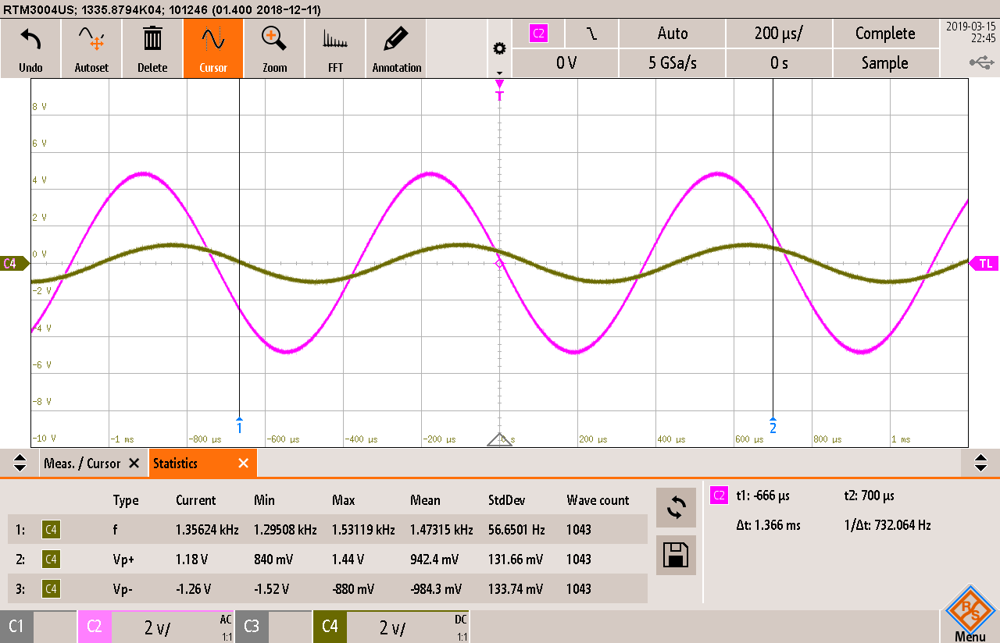 RTM3004US; 1335.8794K04; 101246 (01.400 2018-12-11)
Undo Autoset Delete Cursor Zoom FFT Annotation
C2 Auto 200 µs/ Complete
0 V 5 GSa/s 0 s Sample
2019-03-15
22:45
T
8 V
6 V
4 V
2 V
0 V
C4 TL
-2 V
-4 V
-6 V
-8 V
1 2
-10 V -1 ms -800 µs -600 µs -400 µs -200 µs 0 s 200 µs 400 µs 600 µs 800 µs 1 ms
Meas. / Cursor Statistics
Type Current Min Max Mean StdDev Wave count
1: C4 f 1.35624 kHz 1.29508 kHz 1.53119 kHz 1.47315 kHz 56.6501 Hz 1043
2: C4 Vp+ 1.18 V 840 mV 1.44 V 942.4 mV 131.66 mV 1043
3: C4 Vp- -1.26 V -1.52 V -880 mV -984.3 mV 133.74 mV 1043
C2 t1: -666 µs t2: 700 µs
Δt: 1.366 ms 1/Δt: 732.064 Hz
C1 C2 2 V/ AC 1:1 C3 C4 2 V/ DC 1:1
R S
Menu